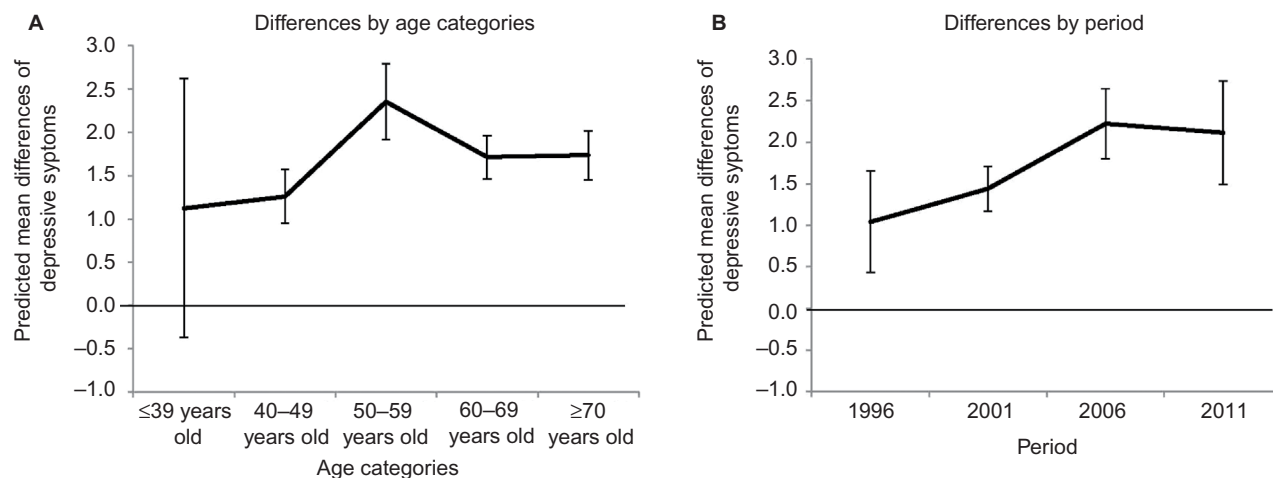 A
Differences by age categories
Predicted mean differences of
depressive syptoms
3.0
2.5
2.0
1.5
1.0
0.5
0.0
–0.5
–1.0
≤39 years
old
40–49
years old
50–59
years old
60–69
years old
≥70
years old
Age categories
B
Differences by period
Predicted mean differences of
depressive syptoms
3.0
2.5
2.0
1.5
1.0
0.5
0.0
–0.5
–1.0
1996
2001
2006
2011
Period